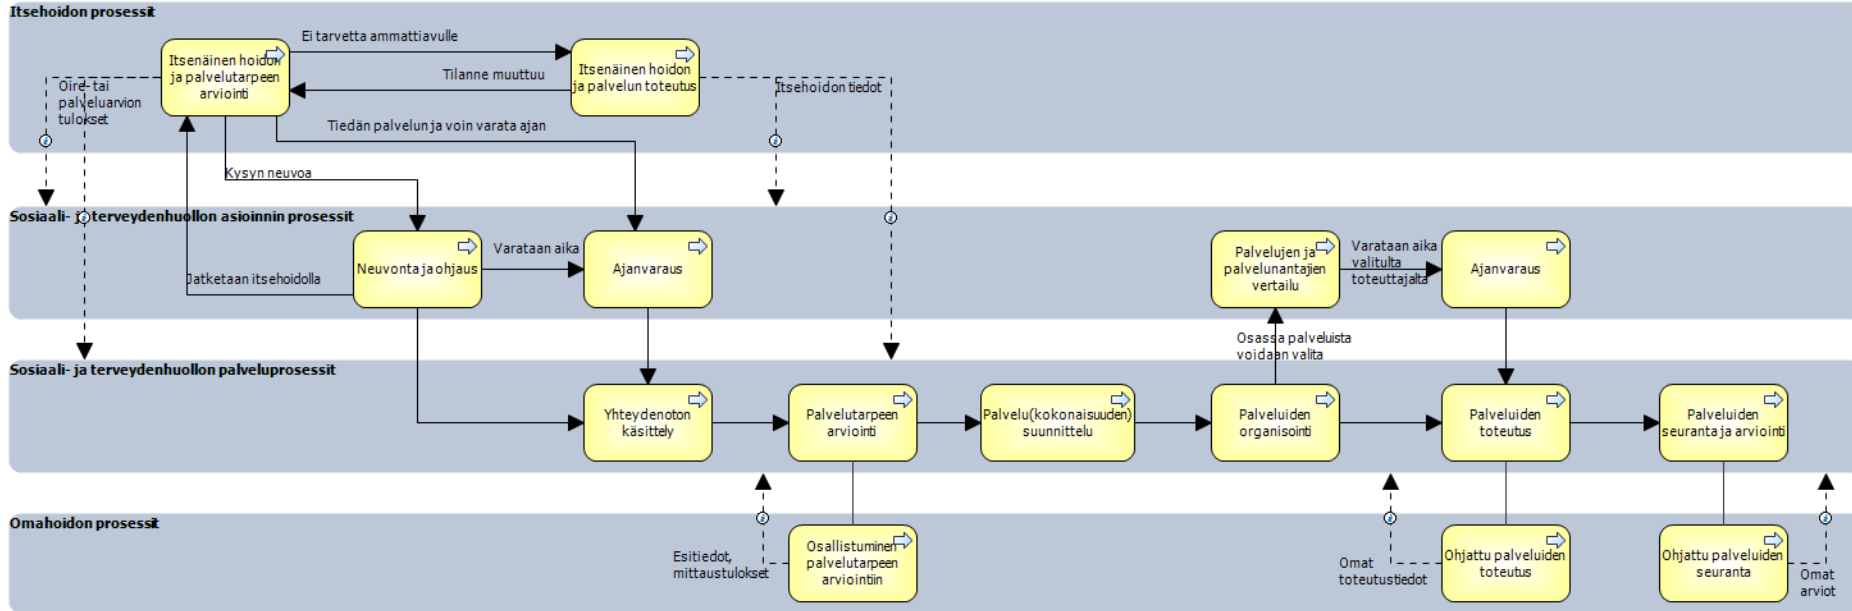 Itsehoidon prosessit
Ei tarvetta ammattiavulle
Itsenäinen hoidon
ja palvelutarpeen
arviointi
Itsenäinen hoidon
ja palvelun toteutus
Tilanne muuttuu
Oire- tai
palveluarvion
tulokset
Itsehoidon tiedot
Tiedän palvelun ja voin varata ajan
Kysyn neuvoa
Sosiaali- ja terveydenhuollon asioinnin prosessit
Neuvonta ja ohjaus
Varataan aika
Ajanvaraus
Jatketaan itsehoidolla
Palvelujen ja
palvelunantajien
vertailu
Varataan aika
valitulta
toteuttajalta
Ajanvaraus
Osassa palveluista
voidaan valita
Sosiaali- ja terveydenhuollon palveluprosessit
Yhteydenoton
käsittely
Palvelutarpeen
arviointi
Palvelu(kokonaisuuden)
suunnittelu
Palveluiden
organisointi
Palveluiden
toteutus
Palveluiden
seuranta ja arviointi
Omahoidon prosessit
Esitiedot,
mittaustulokset
Osallistuminen
palvelutarpeen
arviointiin
Omat
toteutustiedot
Ohjattu palveluiden
toteutus
Ohjattu palveluiden
seuranta
Omat
arviot